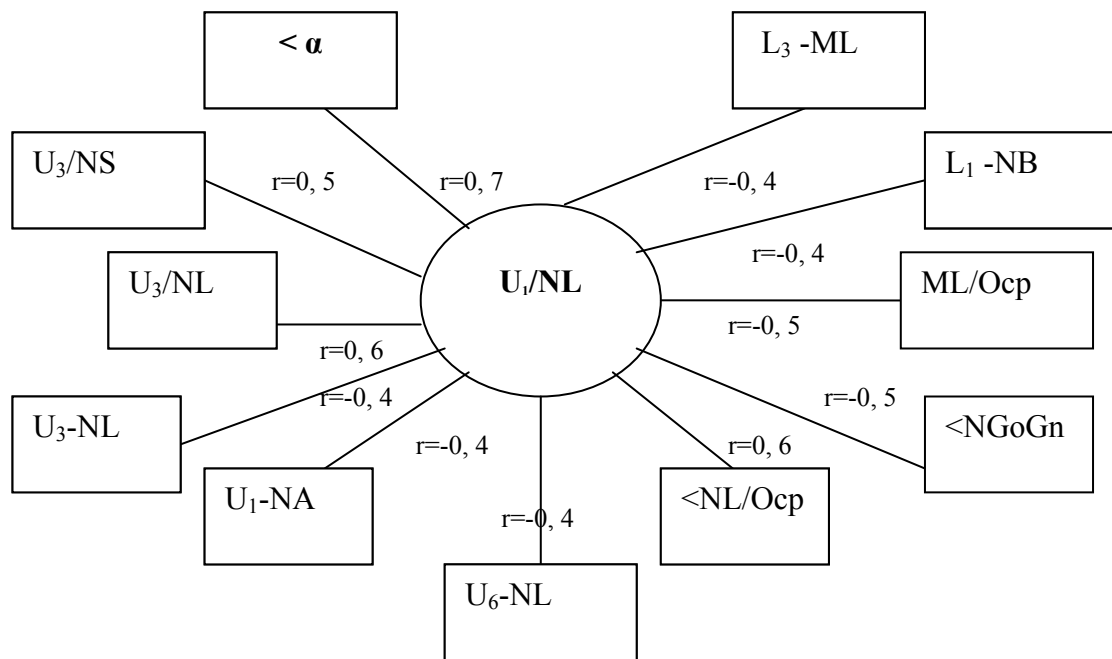 < α
L₃ -ML
U₃/NS
L₁ -NB
r=0, 5
r=0, 7
r=-0, 4
r=-0, 4
U₃/NL
U₁/NL
ML/Ocp
r=-0, 5
r=0, 6
r=-0, 4
r=-0, 5
U₃-NL
<NGoGn
r=-0, 4
r=0, 6
U₁-NA
<NL/Ocp
r=-0, 4
U₆-NL